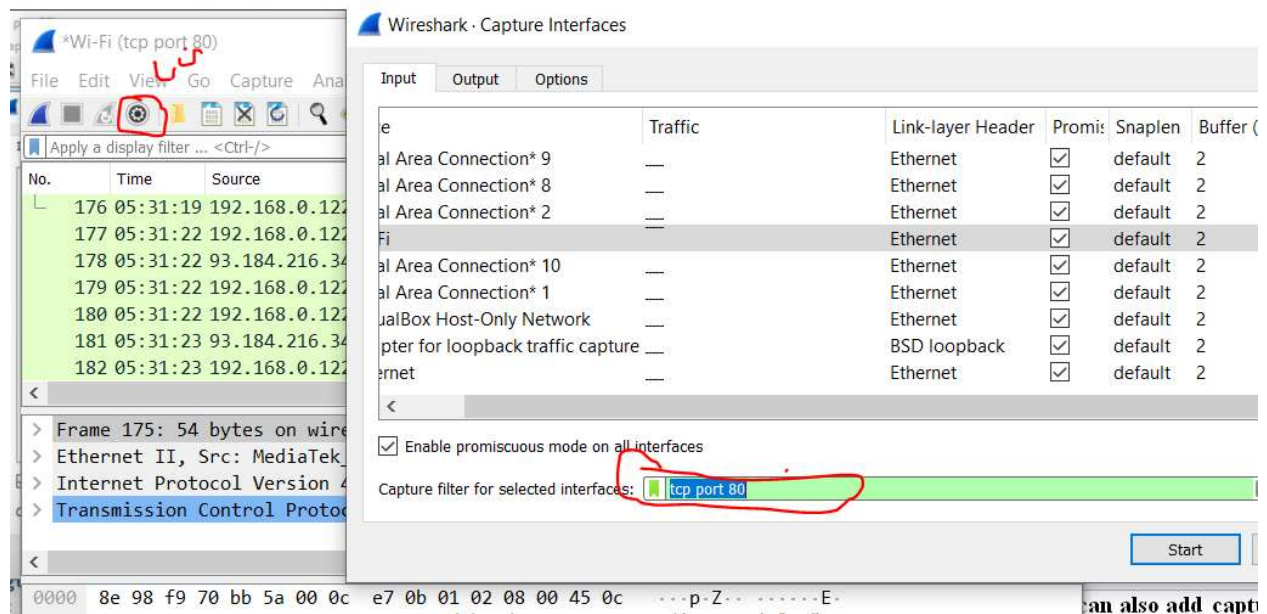 *Wi-Fi (tcp port 80)
File Edit View Go Capture Ana
Apply a display filter ... <Ctrl-/>
No. Time Source
176 05:31:19 192.168.0.122
177 05:31:22 192.168.0.122
178 05:31:22 93.184.216.34
179 05:31:22 192.168.0.122
180 05:31:22 192.168.0.122
181 05:31:23 93.184.216.34
182 05:31:23 192.168.0.122
Frame 175: 54 bytes on wire
Ethernet II, Src: MediaTek_
Internet Protocol Version 4
Transmission Control Protoc
0000 8e 98 f9 70 bb 5a 00 0c e7 0b 01 02 08 00 45 0c ···p·Z·· ······E·
Wireshark · Capture Interfaces
Input Output Options
e Traffic Link-layer Header Promis Snaplen Buffer (
al Area Connection* 9 Ethernet default 2
al Area Connection* 8 Ethernet default 2
al Area Connection* 2 Ethernet default 2
Fi Ethernet default 2
al Area Connection* 10 Ethernet default 2
al Area Connection* 1 Ethernet default 2
ualBox Host-Only Network Ethernet default 2
pter for loopback traffic capture BSD loopback default 2
ernet Ethernet default 2
Enable promiscuous mode on all interfaces
Capture filter for selected interfaces: tcp port 80
Start
can also add captu